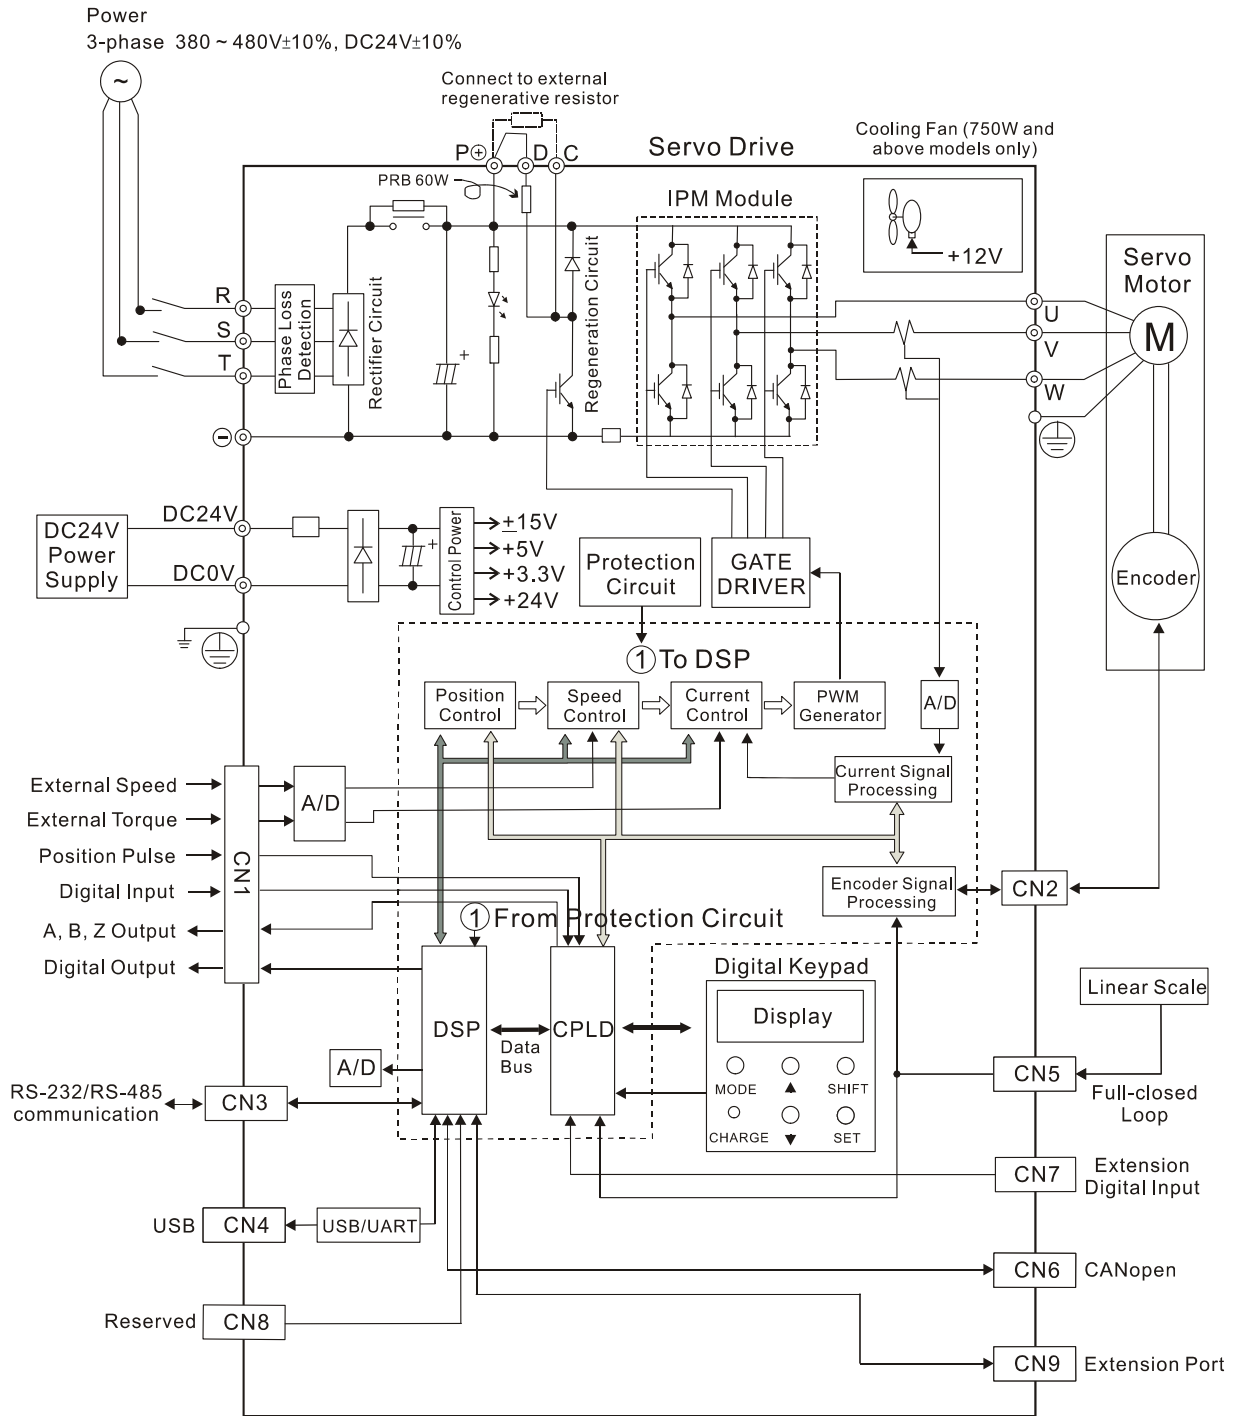 Power
3-phase 380 ~ 480V±10%, DC24V±10%
~
Connect to external
regenerative resistor
Servo Drive
Cooling Fan (750W and
above models only)
P⊕
D
C
PRB 60W
IPM Module
+12V
Servo
Motor
R
S
T
Phase Loss
Detection
Rectifier Circuit
+
Regeneration Circuit
U
V
W
M
⊖
DC24V
Power
Supply
DC24V
DC0V
+
Control Power
±15V
+5V
+3.3V
+24V
Protection
Circuit
GATE
DRIVER
Encoder
1 To DSP
Position
Control
Speed
Control
Current
Control
PWM
Generator
A/D
External Speed
External Torque
Position Pulse
Digital Input
A, B, Z Output
Digital Output
CN1
A/D
Current Signal
Processing
Encoder Signal
Processing
CN2
1 From Protection Circuit
DSP
Data
Bus
CPLD
Digital Keypad
Display
MODE
▲
SHIFT
CHARGE
▼
SET
Linear Scale
A/D
CN5
Full-closed
Loop
RS-232/RS-485
communication
CN3
CN7
Extension
Digital Input
USB
CN4
USB/UART
CN6
CANopen
Reserved
CN8
CN9
Extension Port